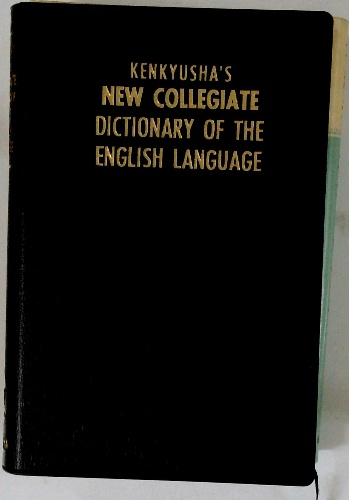 KENKYUSHA'S
NEW COLLEGIATE
DICTIONARY OF THE
ENGLISH LANGUAGE